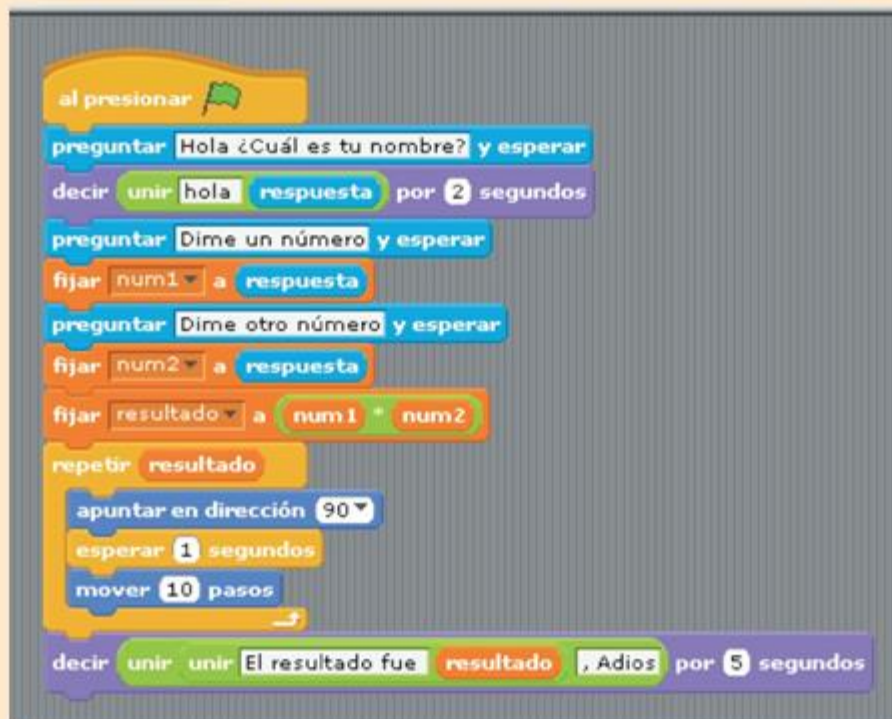 al presionar
preguntar Hola ¿Cuál es tu nombre? y esperar
decir unir hola respuesta por 2 segundos
preguntar Dime un número y esperar
fijar num1 a respuesta
preguntar Dime otro número y esperar
fijar num2 a respuesta
fijar resultado a num1 * num2
repetir resultado
apuntar en dirección 90
esperar 1 segundos
mover 10 pasos
decir unir unir El resultado fue resultado , Adios por 5 segundos